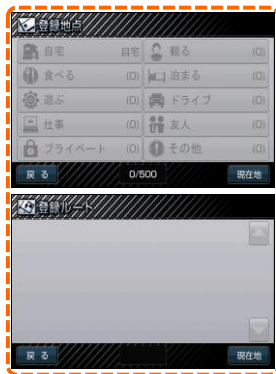 登録地点
自宅 自宅 観る (0)
食べる (0) 泊まる (0)
遊ぶ (0) ドライブ (0)
仕事 (0) 友人 (0)
プライベート (0) その他 (0)
戻る 0/500 現在地
登録ルート
戻る 現在地